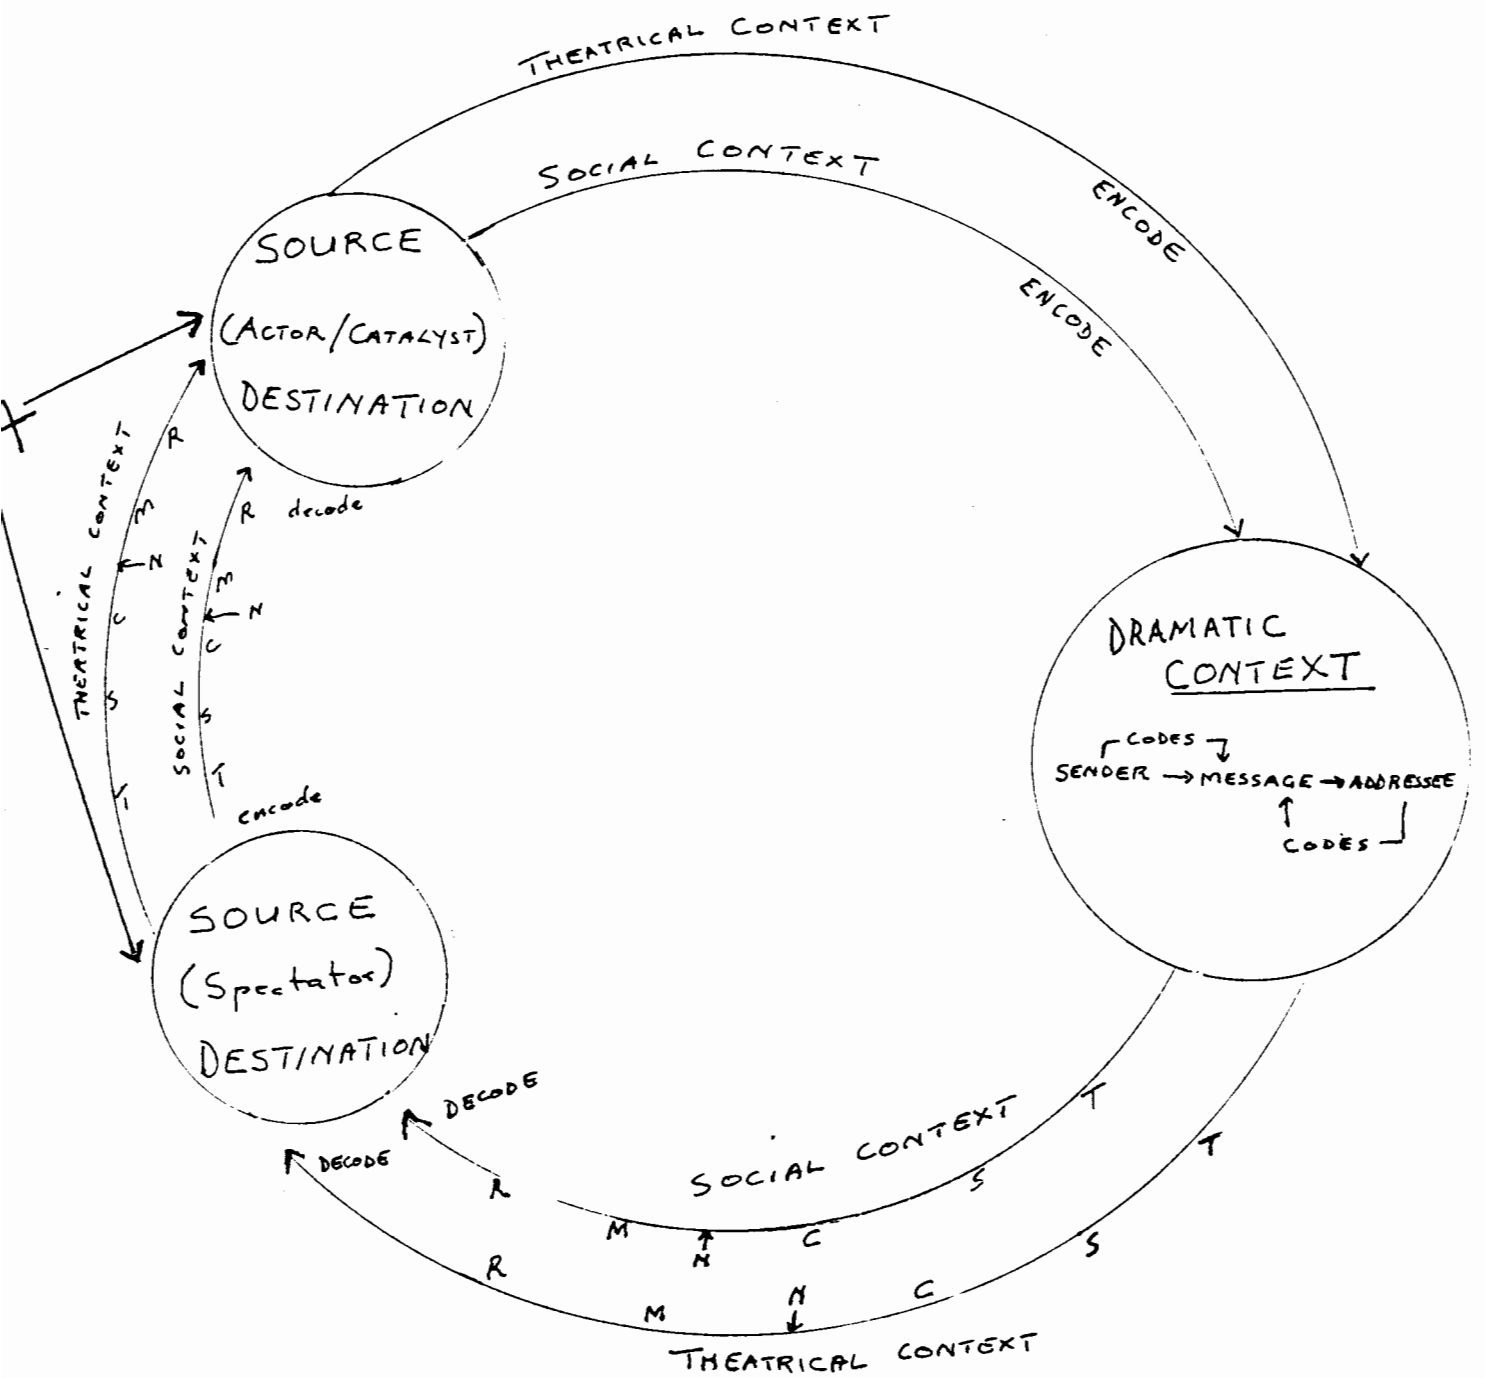 THEATRICAL CONTEXT
SOCIAL CONTEXT
ENCODE
ENCODE
SOURCE
(ACTOR/CATALYST)
DESTINATION
R
decode
R
M
N
C
S
T
THEATRICAL CONTEXT
M
N
C
S
T
SOCIAL CONTEXT
encode
DRAMATIC
CONTEXT
CODES
SENDER → MESSAGE → ADDRESSEE
CODES
SOURCE
(Spectator)
DESTINATION
DECODE
DECODE
SOCIAL CONTEXT
T
S
C
N
M
R
T
S
C
N
M
R
THEATRICAL CONTEXT